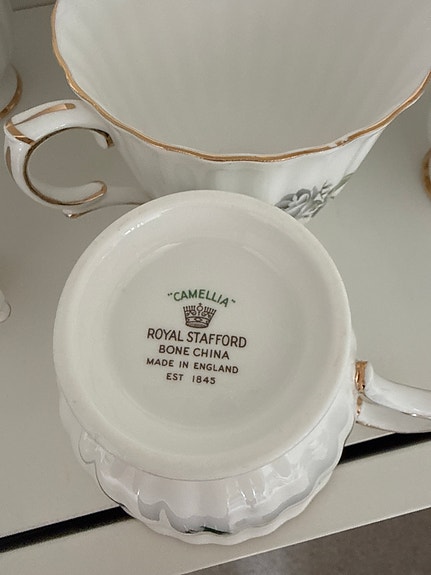 "CAMELLIA"
ROYAL STAFFORD
BONE CHINA
MADE IN ENGLAND
EST 1845